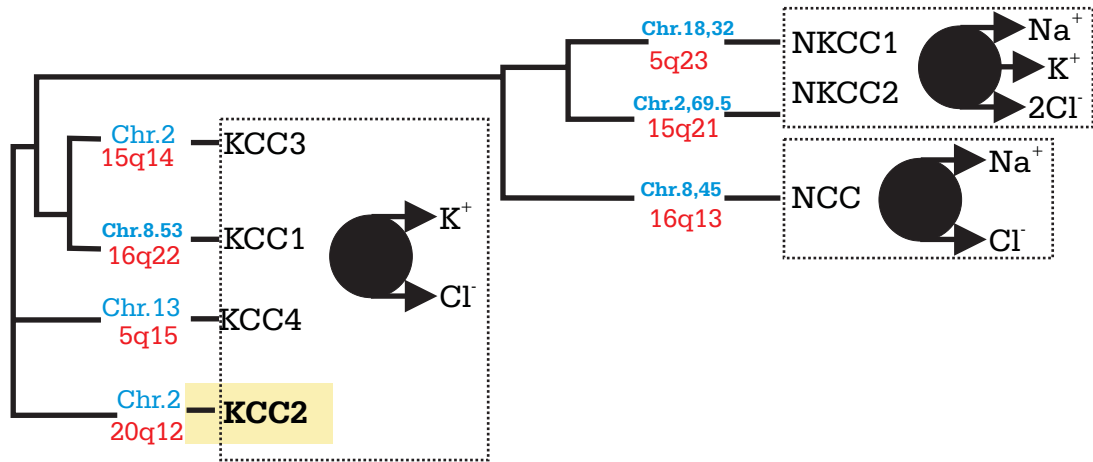 Chr.18,32
5q23
NKCC1
Chr.2,69.5
15q21
NKCC2
Na⁺
K⁺
2Cl⁻
Chr.8,45
16q13
NCC
Na⁺
Cl⁻
Chr.2
15q14
KCC3
Chr.8.53
16q22
KCC1
Chr.13
5q15
KCC4
Chr.2
20q12
KCC2
K⁺
Cl⁻